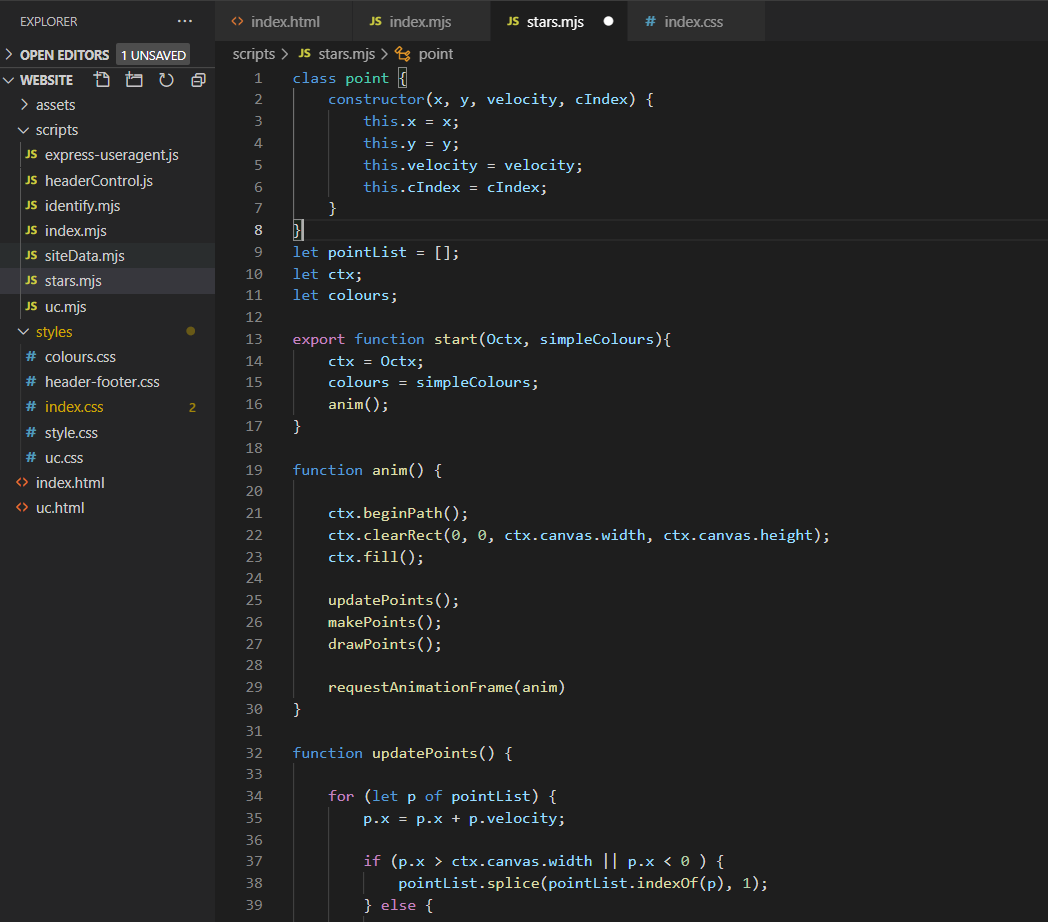 EXPLORER ...
OPEN EDITORS 1 UNSAVED
WEBSITE
assets
scripts
JS express-useragent.js
JS headerControl.js
JS identify.mjs
JS index.mjs
JS siteData.mjs
JS stars.mjs
JS uc.mjs
styles
# colours.css
# header-footer.css
# index.css 2
# style.css
# uc.css
<> index.html
<> uc.html
<> index.html JS index.mjs JS stars.mjs ● # index.css
scripts > JS stars.mjs > point
1 class point {
2     constructor(x, y, velocity, cIndex) {
3         this.x = x;
4         this.y = y;
5         this.velocity = velocity;
6         this.cIndex = cIndex;
7     }
8 }
9 let pointList = [];
10 let ctx;
11 let colours;
12
13 export function start(Octx, simpleColours){
14     ctx = Octx;
15     colours = simpleColours;
16     anim();
17 }
18
19 function anim() {
20
21     ctx.beginPath();
22     ctx.clearRect(0, 0, ctx.canvas.width, ctx.canvas.height);
23     ctx.fill();
24
25     updatePoints();
26     makePoints();
27     drawPoints();
28
29     requestAnimationFrame(anim)
30 }
31
32 function updatePoints() {
33
34     for (let p of pointList) {
35         p.x = p.x + p.velocity;
36
37         if (p.x > ctx.canvas.width || p.x < 0 ) {
38             pointList.splice(pointList.indexOf(p), 1);
39         } else {